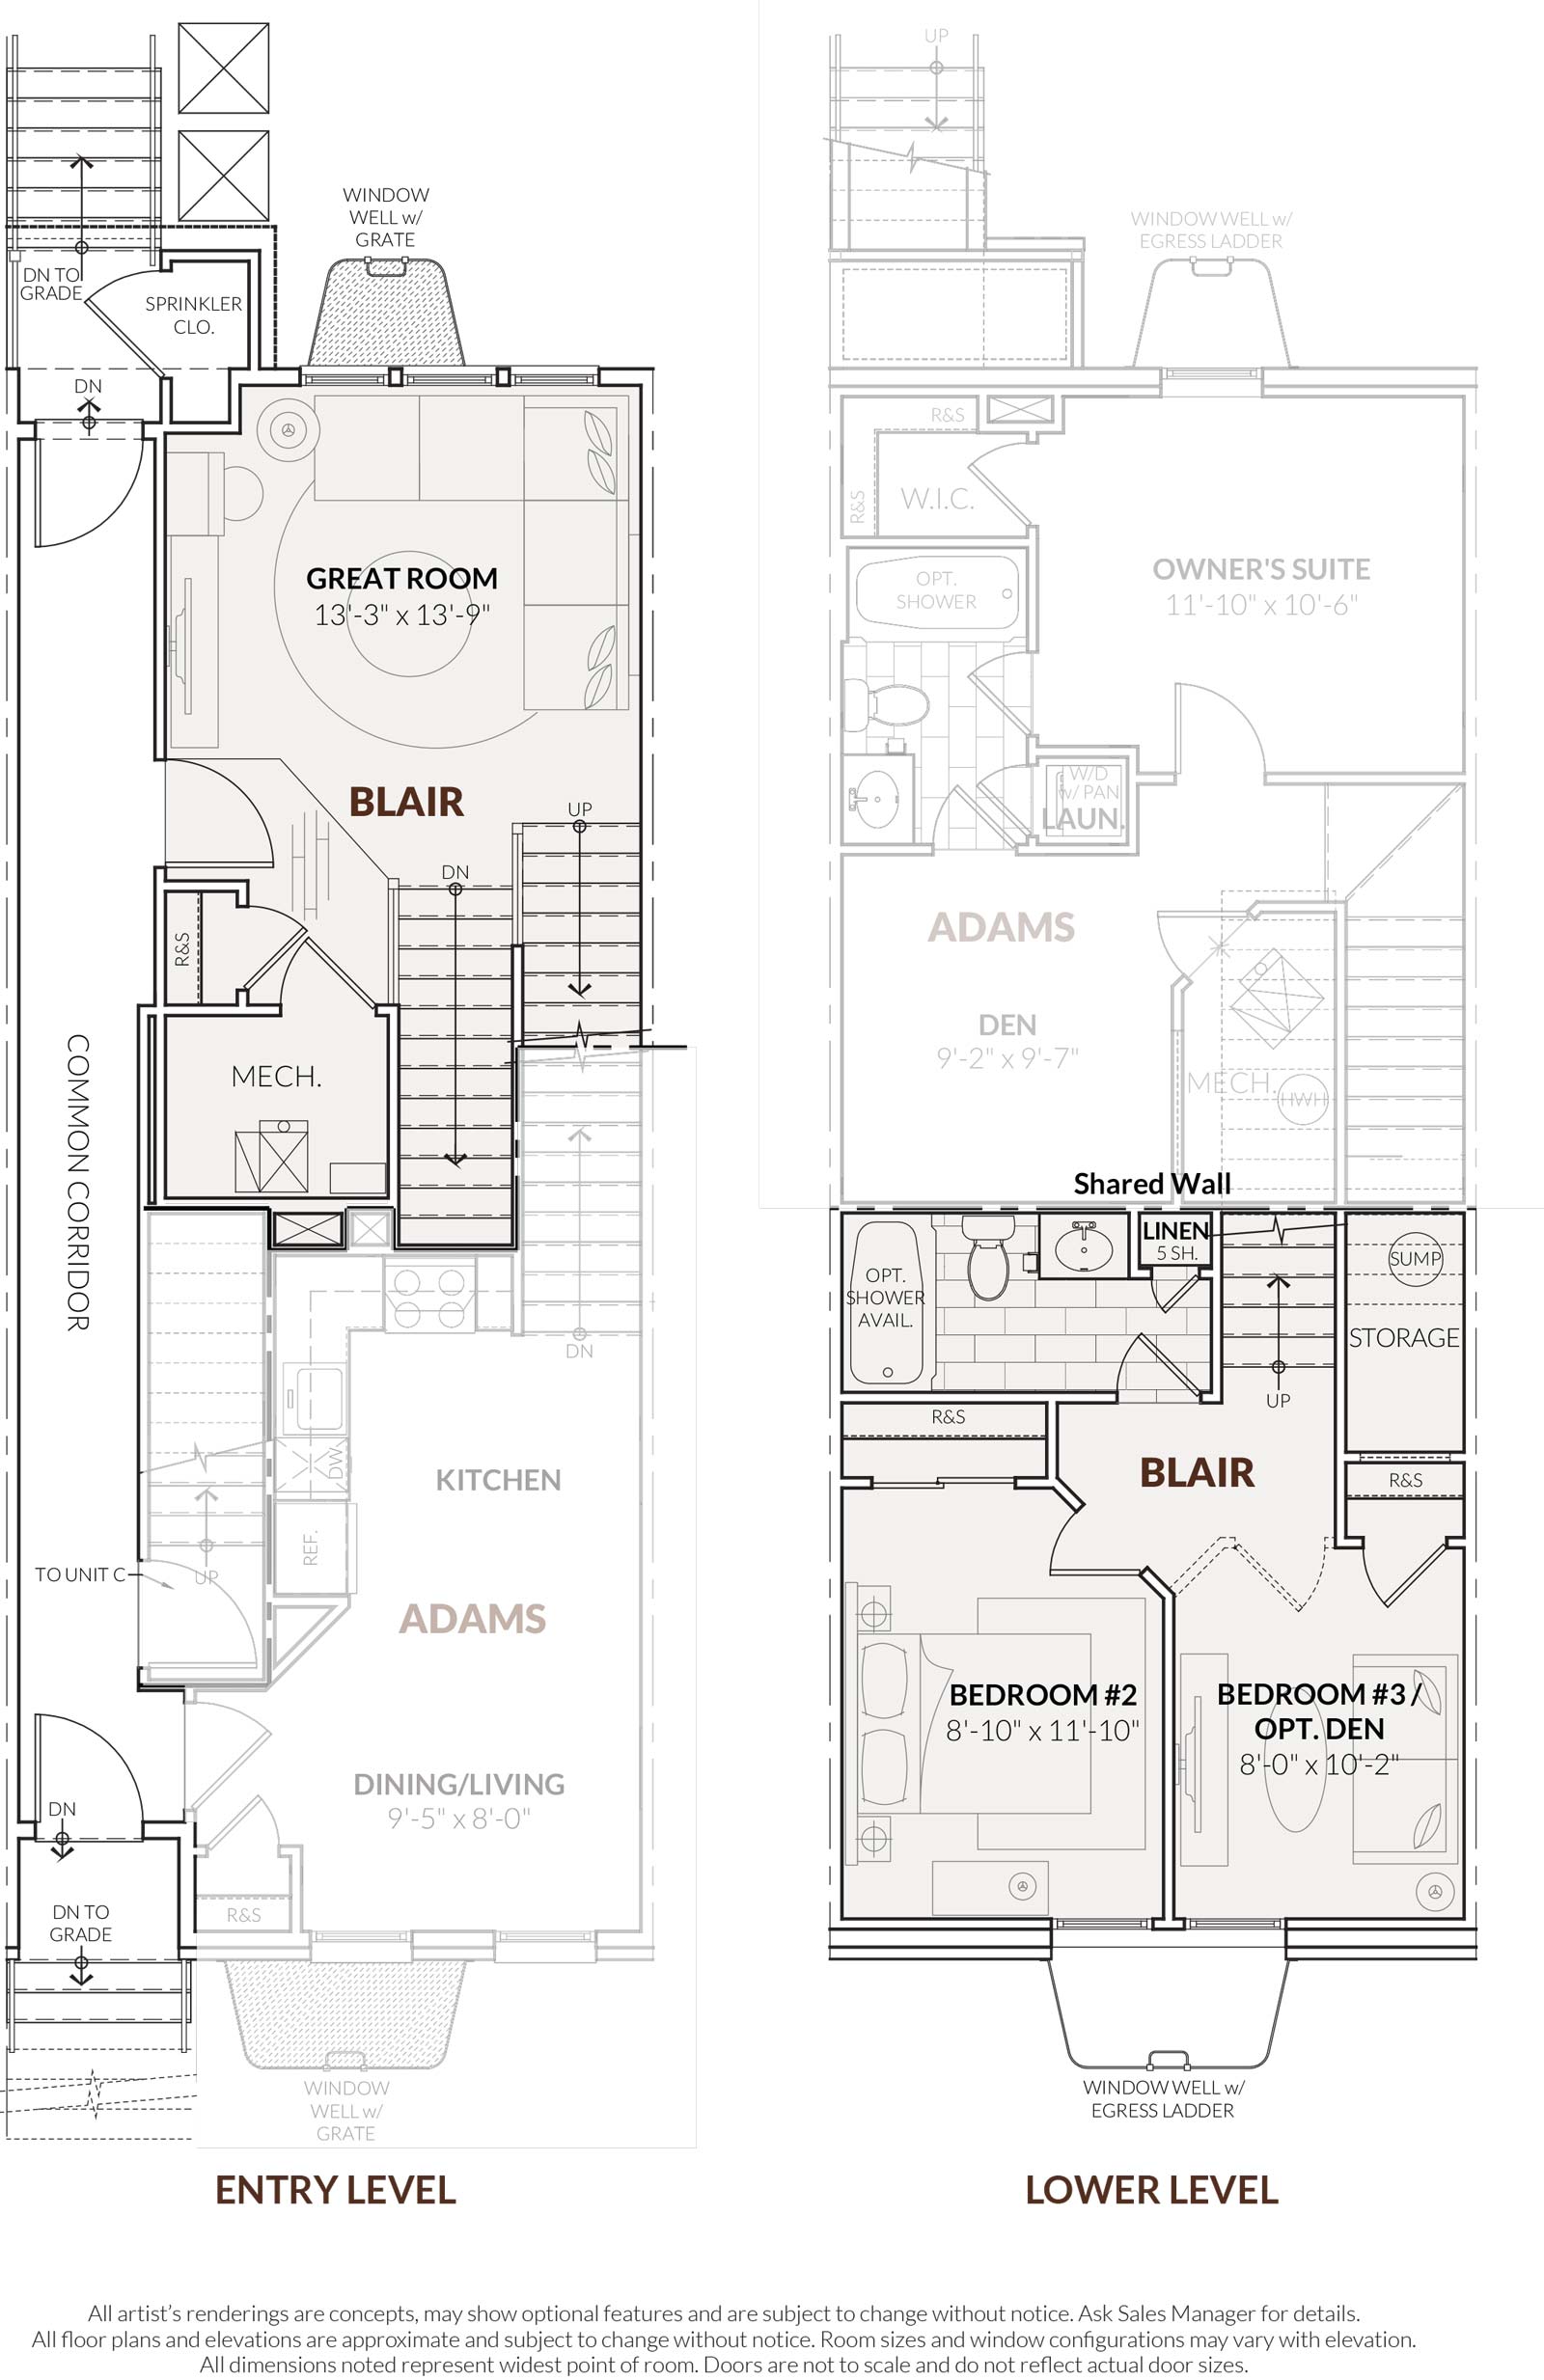 WINDOW
WELL w/
GRATE
DN TO
GRADE
SPRINKLER
CLO.
DN
GREAT ROOM
13'-3" x 13'-9"
BLAIR
UP
DN
R&S
MECH.
COMMON CORRIDOR
DN
KITCHEN
DW
REF.
TO UNIT C
UP
ADAMS
DINING/LIVING
9'-5" x 8'-0"
DN
DN TO
GRADE
R&S
WINDOW
WELL w/
GRATE
ENTRY LEVEL
UP
WINDOW WELL w/
EGRESS LADDER
R&S
R&S
W.I.C.
OPT.
SHOWER
OWNER'S SUITE
11'-10" x 10'-6"
W/D
w/ PAN
LAUN.
ADAMS
DEN
9'-2" x 9'-7"
MECH.
HWH
Shared Wall
LINEN
5 SH.
OPT.
SHOWER
AVAIL.
SUMP
STORAGE
UP
R&S
BLAIR
R&S
BEDROOM #2
8'-10" x 11'-10"
BEDROOM #3 /
OPT. DEN
8'-0" x 10'-2"
WINDOW WELL w/
EGRESS LADDER
LOWER LEVEL
All artist’s renderings are concepts, may show optional features and are subject to change without notice. Ask Sales Manager for details.
All floor plans and elevations are approximate and subject to change without notice. Room sizes and window configurations may vary with elevation.
All dimensions noted represent widest point of room. Doors are not to scale and do not reflect actual door sizes.